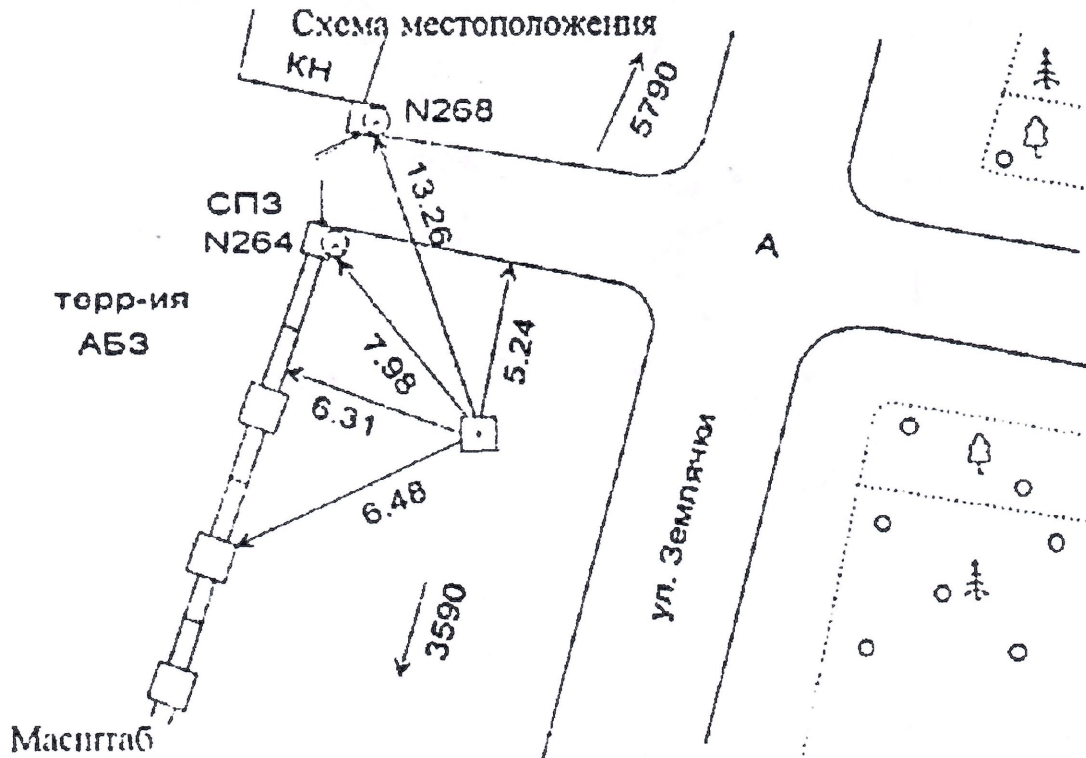 Схема местоположения
КН
N268
5790
13.26
СПЗ
N264
А
терр-ия
АБЗ
5.24
7.98
6.31
6.48
ул. Землячки
3590
Масштаб